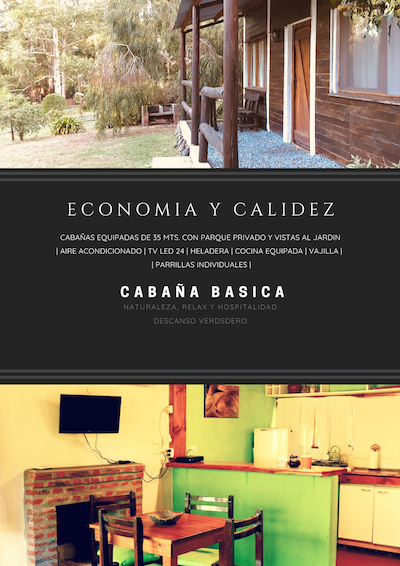 ECONOMIA Y CALIDEZ
CABAÑAS EQUIPADAS DE 35 MTS. CON PARQUE PRIVADO Y VISTAS AL JARDIN
| AIRE ACONDICIONADO | TV LED 24 | HELADERA | COCINA EQUIPADA | VAJILLA |
| PARRILLAS INDIVIDUALES |
CABAÑA BASICA
NATURALEZA, RELAX Y HOSPITALIDAD
DESCANSO VERDSDERO